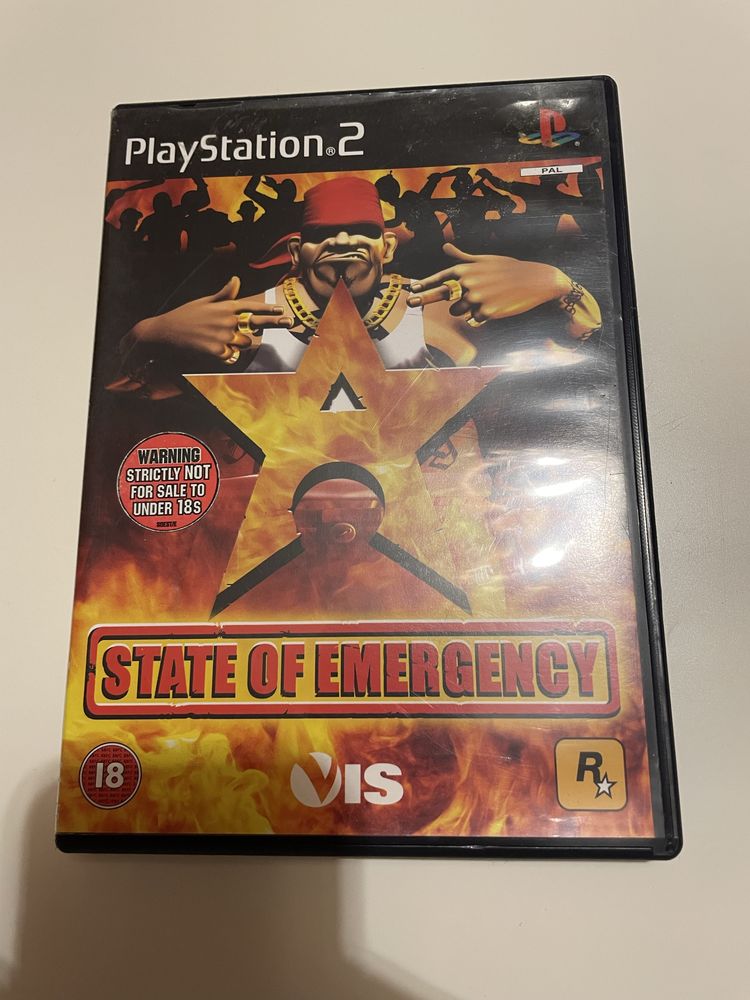 PlayStation®2
PAL
WARNING
STRICTLY NOT
FOR SALE TO
UNDER 18S
STATE OF EMERGENCY
18
VIS
R